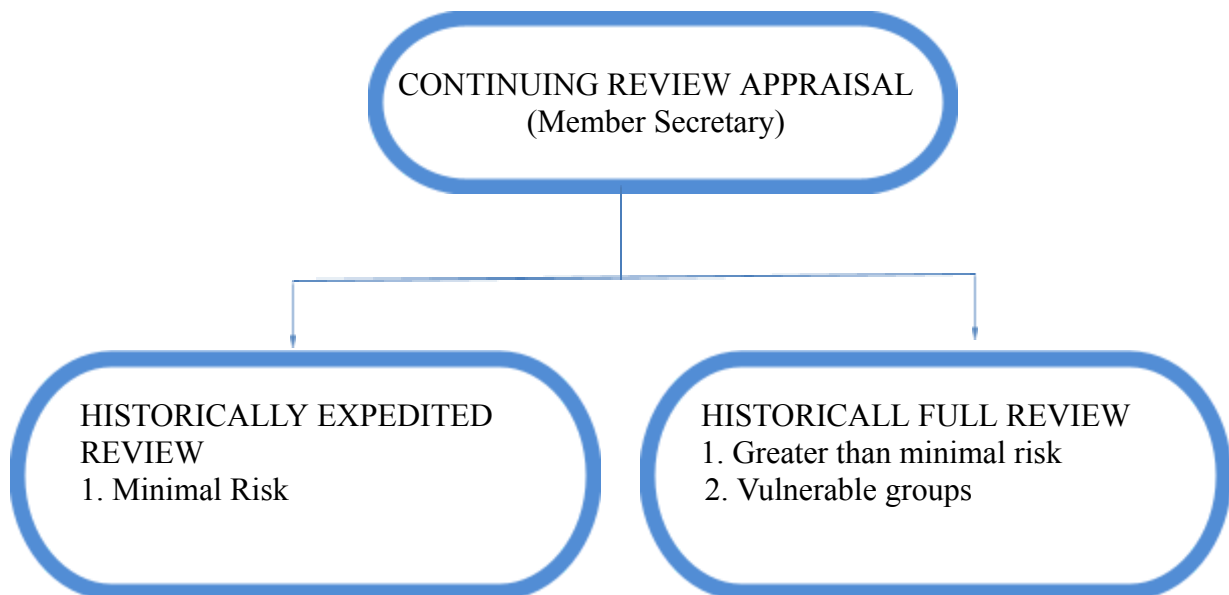 CONTINUING REVIEW APPRAISAL
(Member Secretary)
HISTORICALLY EXPEDITED
REVIEW
1. Minimal Risk
HISTORICALL FULL REVIEW
1. Greater than minimal risk
2. Vulnerable groups